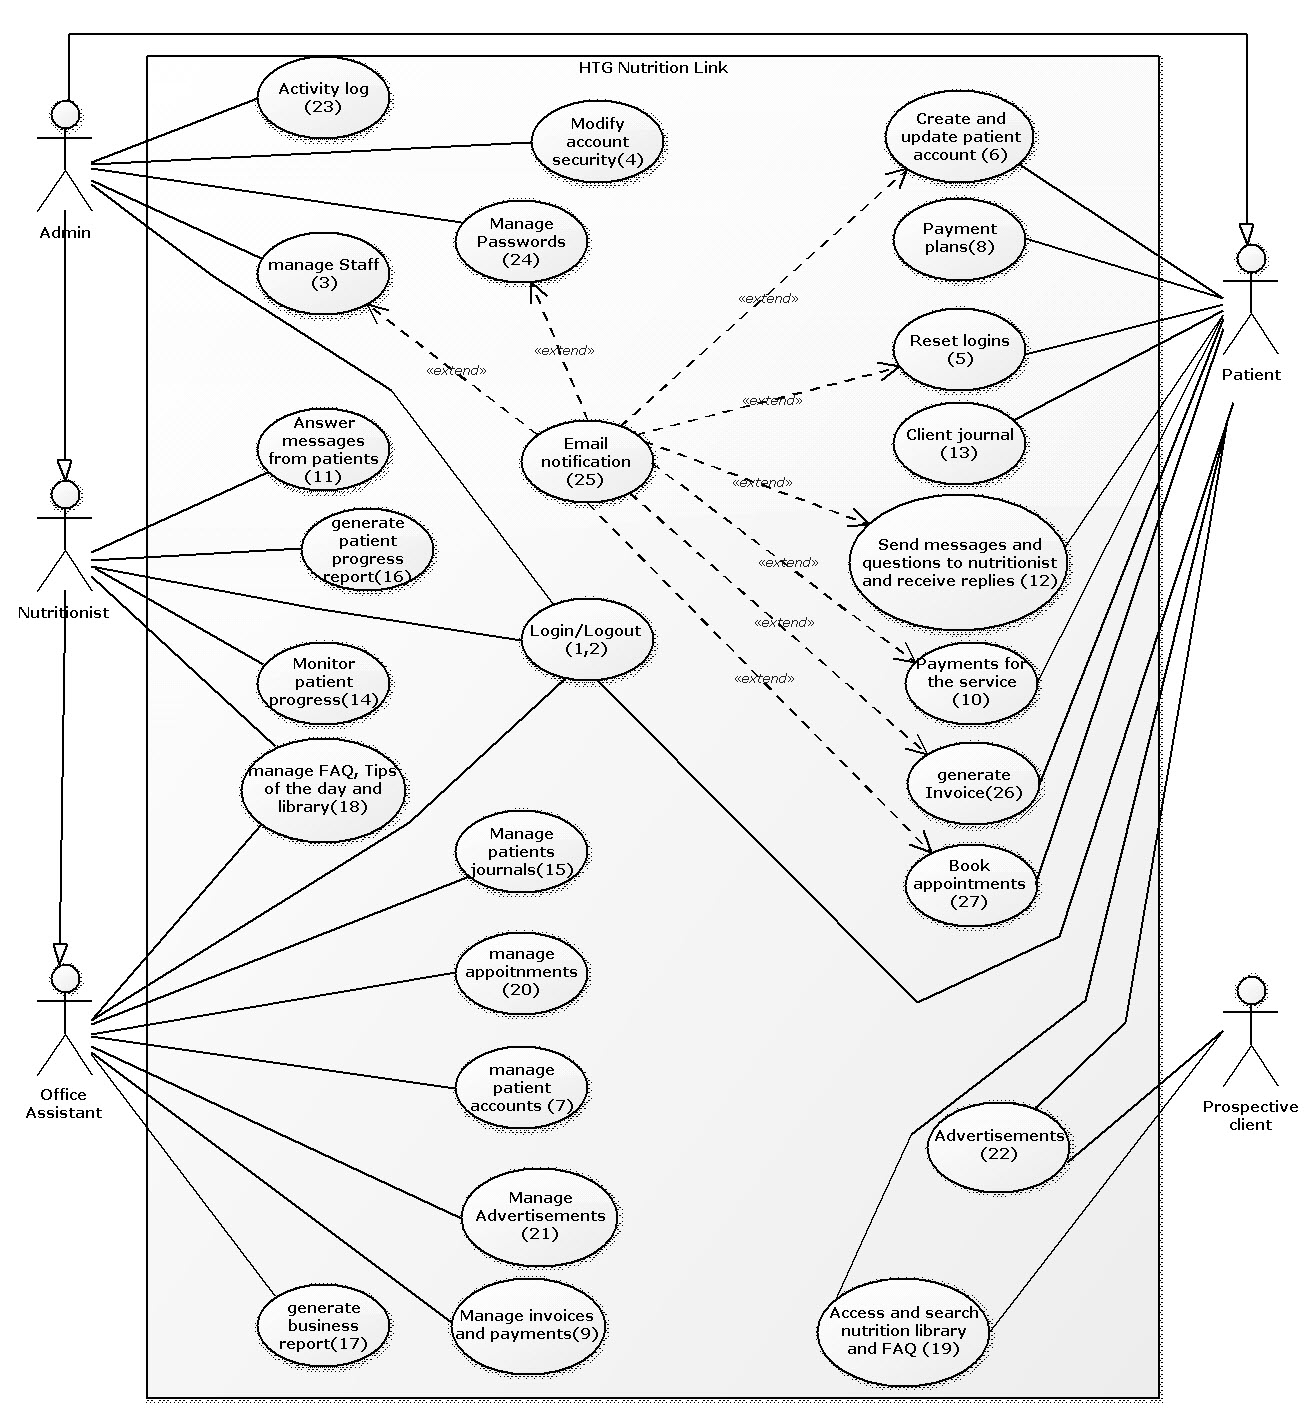 HTG Nutrition Link
Activity log
(23)
Modify
account
security(4)
Create and
update patient
account (6)
Admin
manage Staff
(3)
Manage
Passwords
(24)
Payment
plans(8)
«extend»
«extend»
«extend»
«extend»
Reset logins
(5)
Patient
Client journal
(13)
Answer
messages
from patients
(11)
Email
notification
(25)
«extend»
generate
patient
progress
report(16)
«extend»
Send messages and
questions to nutritionist
and receive replies (12)
Nutritionist
Login/Logout
(1,2)
«extend»
«extend»
Monitor
patient
progress(14)
Payments for
the service
(10)
manage FAQ, Tips
of the day and
library(18)
generate
Invoice(26)
Manage
patients
journals(15)
Book
appointments
(27)
manage
appoitnments
(20)
Office
Assistant
manage
patient
accounts (7)
Advertisements
(22)
Prospective
client
Manage
Advertisements
(21)
generate
business
report(17)
Manage invoices
and payments(9)
Access and search
nutrition library
and FAQ (19)